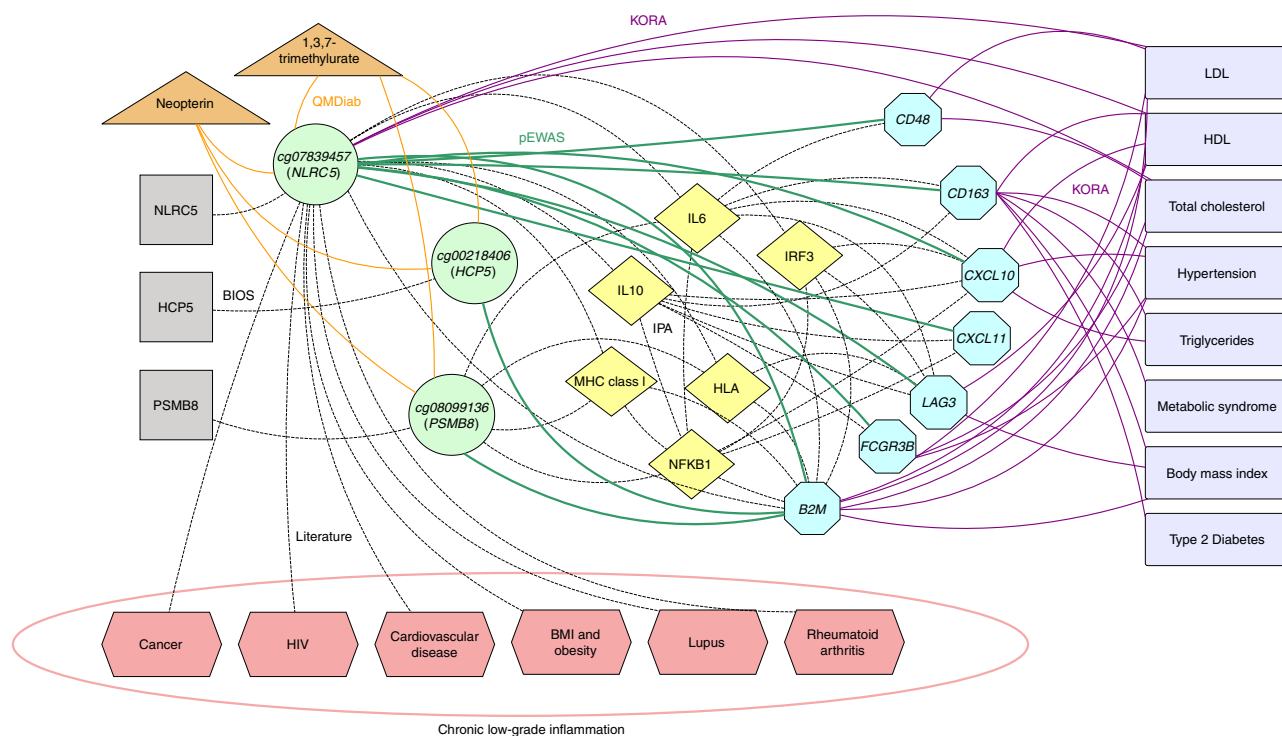 KORA
1,3,7-
trimethylurate
LDL
Neopterin
QMDiab
CD48
HDL
pEWAS
cg07839457
(NLRC5)
CD163
KORA
NLRC5
IL6
Total cholesterol
cg00218406
(HCP5)
IRF3
CXCL10
Hypertension
IL10
HCP5
BIOS
IPA
CXCL11
Triglycerides
MHC class I
HLA
PSMB8
cg08099136
(PSMB8)
LAG3
Metabolic syndrome
FCGR3B
NFKB1
Body mass index
B2M
Literature
Type 2 Diabetes
Cancer
HIV
Cardiovascular
disease
BMI and
obesity
Lupus
Rheumatoid
arthritis
Chronic low-grade inflammation